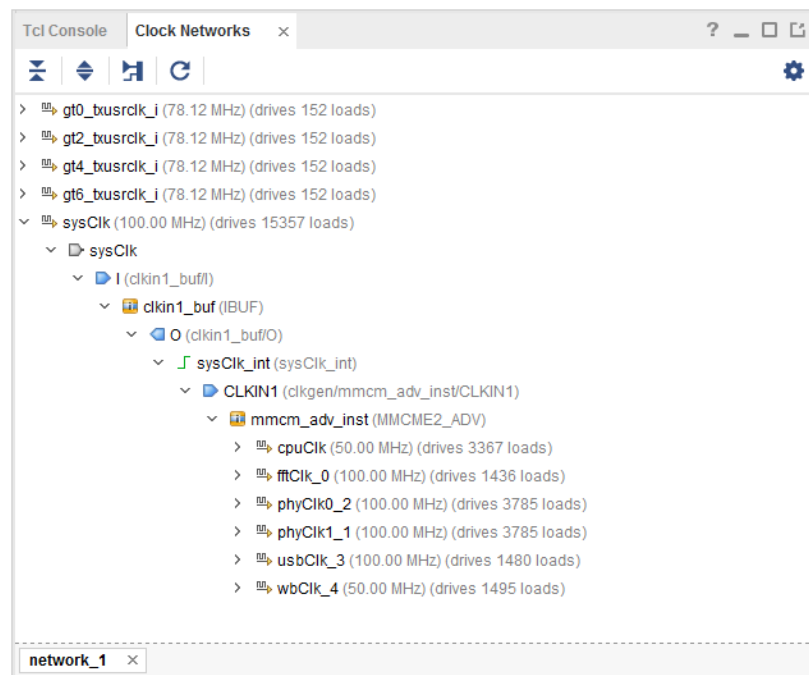 Tcl Console Clock Networks
gt0_txusrclk_i (78.12 MHz) (drives 152 loads)
gt2_txusrclk_i (78.12 MHz) (drives 152 loads)
gt4_txusrclk_i (78.12 MHz) (drives 152 loads)
gt6_txusrclk_i (78.12 MHz) (drives 152 loads)
sysClk (100.00 MHz) (drives 15357 loads)
sysClk
I (clkin1_buf/I)
clkin1_buf (IBUF)
O (clkin1_buf/O)
sysClk_int (sysClk_int)
CLKIN1 (clkgen/mmcm_adv_inst/CLKIN1)
mmcm_adv_inst (MMCME2_ADV)
cpuClk (50.00 MHz) (drives 3367 loads)
fftClk_0 (100.00 MHz) (drives 1436 loads)
phyClk0_2 (100.00 MHz) (drives 3785 loads)
phyClk1_1 (100.00 MHz) (drives 3785 loads)
usbClk_3 (100.00 MHz) (drives 1480 loads)
wbClk_4 (50.00 MHz) (drives 1495 loads)
network_1